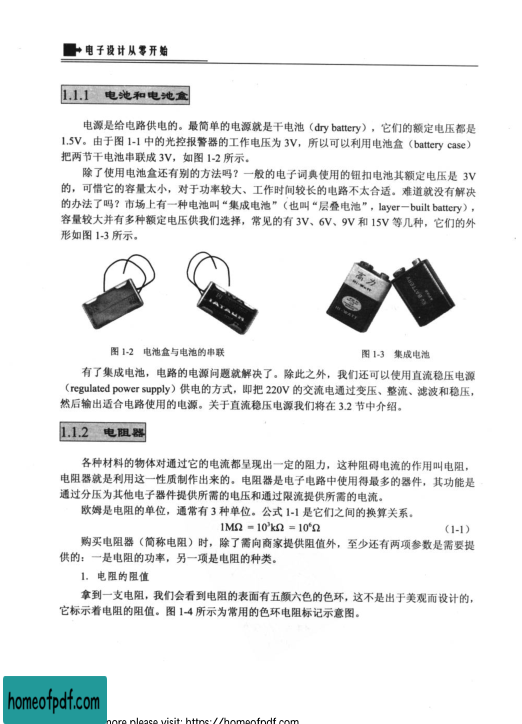 电子设计从零开始
1.1.1 电池和电池盒
电源是给电路供电的。最简单的电源就是干电池（dry battery），它们的额定电压都是
1.5V。由于图 1-1 中的光控报警器的工作电压为 3V，所以可以利用电池盒（battery case）
把两节干电池串联成 3V，如图 1-2 所示。
除了使用电池盒还有别的方法吗？一般的电子词典使用的钮扣电池其额定电压是 3V
的，可惜它的容量太小，对于功率较大、工作时间较长的电路不太合适。难道就没有解决
的办法了吗？市场上有一种电池叫“集成电池”（也叫“层叠电池”，layer－built battery），
容量较大并有多种额定电压供我们选择，常见的有 3V、6V、9V 和 15V 等几种，它们的外
形如图 1-3 所示。
图 1-2 电池盒与电池的串联
图 1-3 集成电池
有了集成电池，电路的电源问题就解决了。除此之外，我们还可以使用直流稳压电源
（regulated power supply）供电的方式，即把 220V 的交流电通过变压、整流、滤波和稳压，
然后输出适合电路使用的电源。关于直流稳压电源我们将在 3.2 节中介绍。
1.1.2 电阻器
各种材料的物体对通过它的电流都呈现出一定的阻力，这种阻碍电流的作用叫电阻，
电阻器就是利用这一性质制作出来的。电阻器是电子电路中使用得最多的器件，其功能是
通过分压为其他电子器件提供所需的电压和通过限流提供所需的电流。
欧姆是电阻的单位，通常有 3 种单位。公式 1-1 是它们之间的换算关系。
1MΩ = 10³kΩ = 10⁶Ω （1-1）
购买电阻器（简称电阻）时，除了需向商家提供阻值外，至少还有两项参数是需要提
供的：一是电阻的功率，另一项是电阻的种类。
1. 电阻的阻值
拿到一支电阻，我们会看到电阻的表面有五颜六色的色环，这不是出于美观而设计的，
它标示着电阻的阻值。图 1-4 所示为常用的色环电阻标记示意图。
homeofpdf.com
more please visit: https://homeofpdf.com